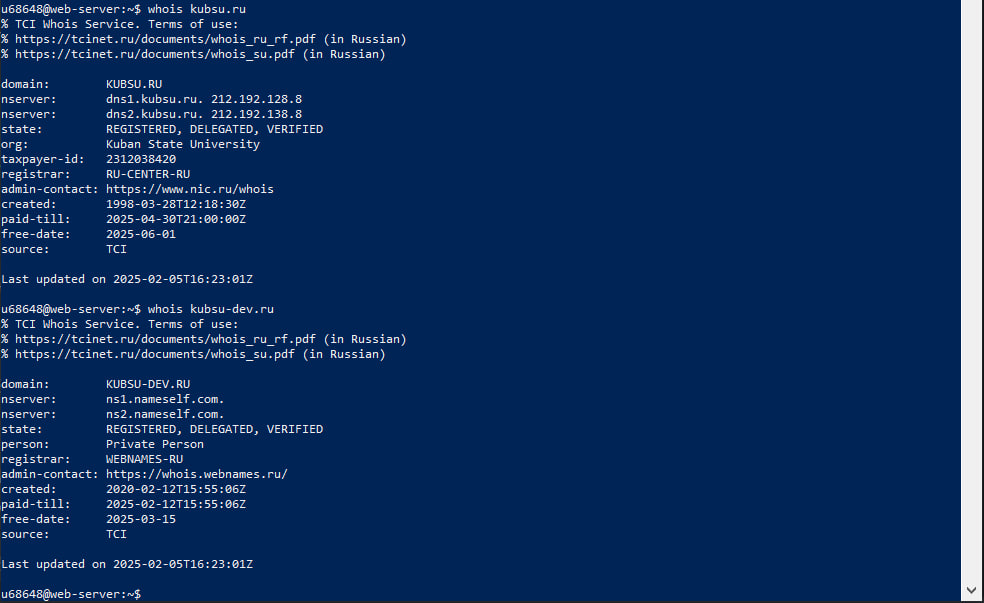 u68648@web-server:~$ whois kubsu.ru
% TCI Whois Service. Terms of use:
% https://tcinet.ru/documents/whois_ru_rf.pdf (in Russian)
% https://tcinet.ru/documents/whois_su.pdf (in Russian)

domain:        KUBSU.RU
nserver:       dns1.kubsu.ru. 212.192.128.8
nserver:       dns2.kubsu.ru. 212.192.138.8
state:         REGISTERED, DELEGATED, VERIFIED
org:           Kuban State University
taxpayer-id:   2312038420
registrar:     RU-CENTER-RU
admin-contact: https://www.nic.ru/whois
created:       1998-03-28T12:18:30Z
paid-till:     2025-04-30T21:00:00Z
free-date:     2025-06-01
source:        TCI

Last updated on 2025-02-05T16:23:01Z

u68648@web-server:~$ whois kubsu-dev.ru
% TCI Whois Service. Terms of use:
% https://tcinet.ru/documents/whois_ru_rf.pdf (in Russian)
% https://tcinet.ru/documents/whois_su.pdf (in Russian)

domain:        KUBSU-DEV.RU
nserver:       ns1.nameself.com.
nserver:       ns2.nameself.com.
state:         REGISTERED, DELEGATED, VERIFIED
person:        Private Person
registrar:     WEBNAMES-RU
admin-contact: https://whois.webnames.ru/
created:       2020-02-12T15:55:06Z
paid-till:     2025-02-12T15:55:06Z
free-date:     2025-03-15
source:        TCI

Last updated on 2025-02-05T16:23:01Z

u68648@web-server:~$